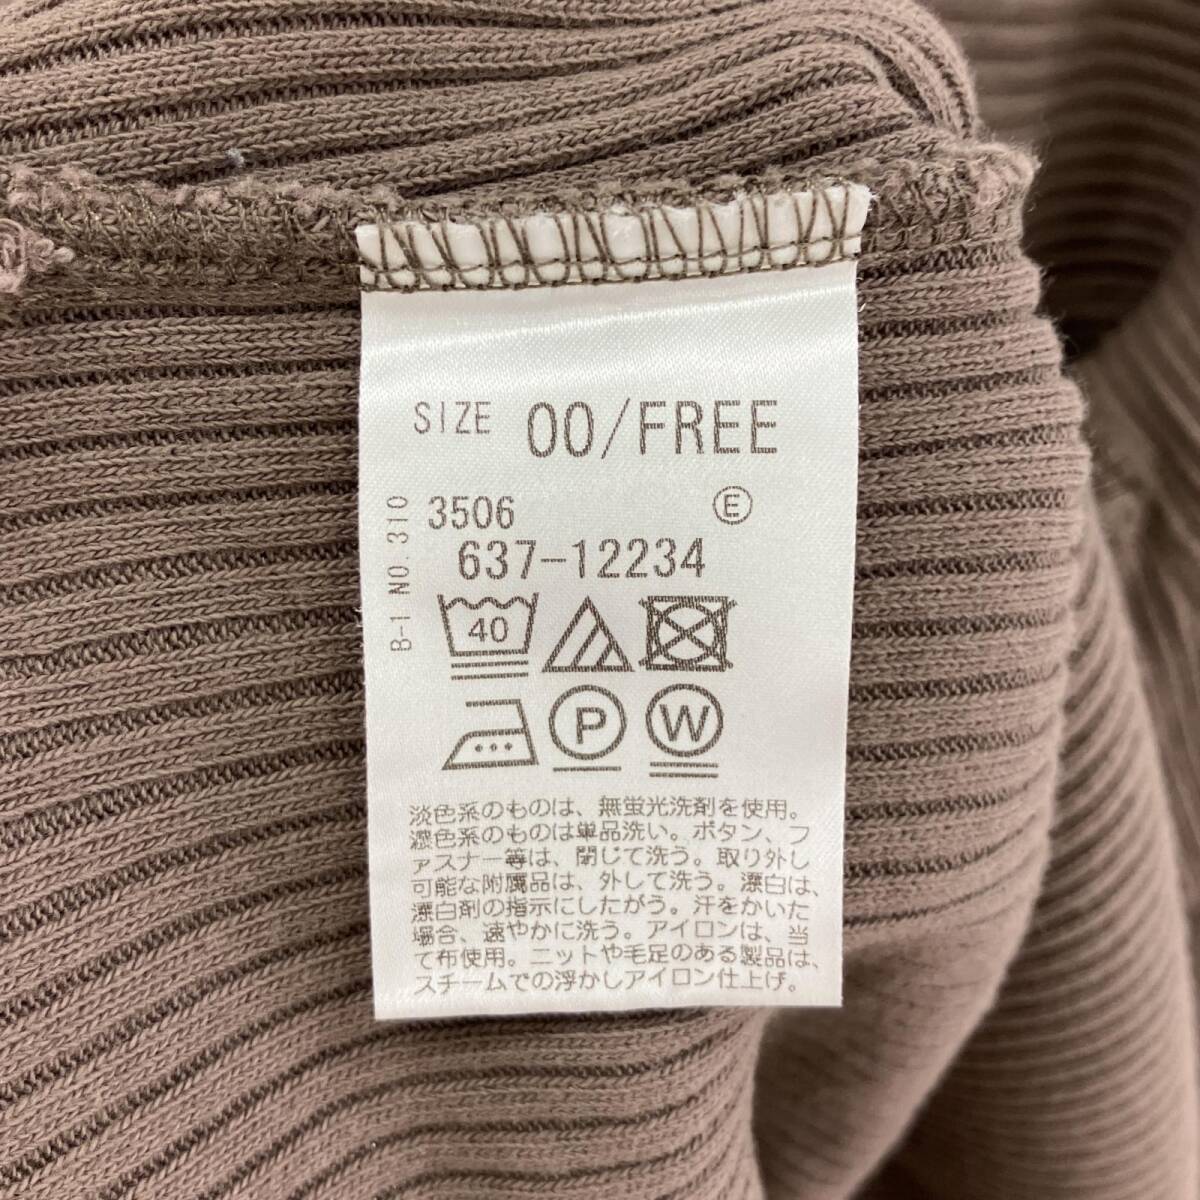 SIZE 00/FREE
B-1 NO.310
3506 E
637-12234
40
P W
淡色系のものは、無蛍光洗剤を使用。
濃色系のものは単品洗い。ボタン、フ
ァスナー等は、閉じて洗う。取り外し
可能な附属品は、外して洗う。漂白は、
漂白剤の指示にしたがう。汗をかいた
場合、速やかに洗う。アイロンは、当
て布使用。ニットや毛足のある製品は、
スチームでの浮かしアイロン仕上げ。